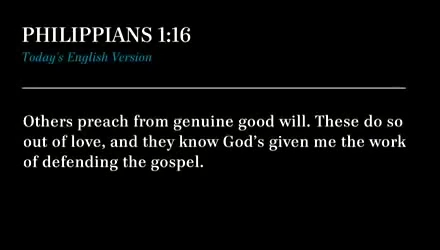 PHILIPPIANS 1:16
Today's English Version
Others preach from genuine good will. These do so
out of love, and they know God's given me the work
of defending the gospel.